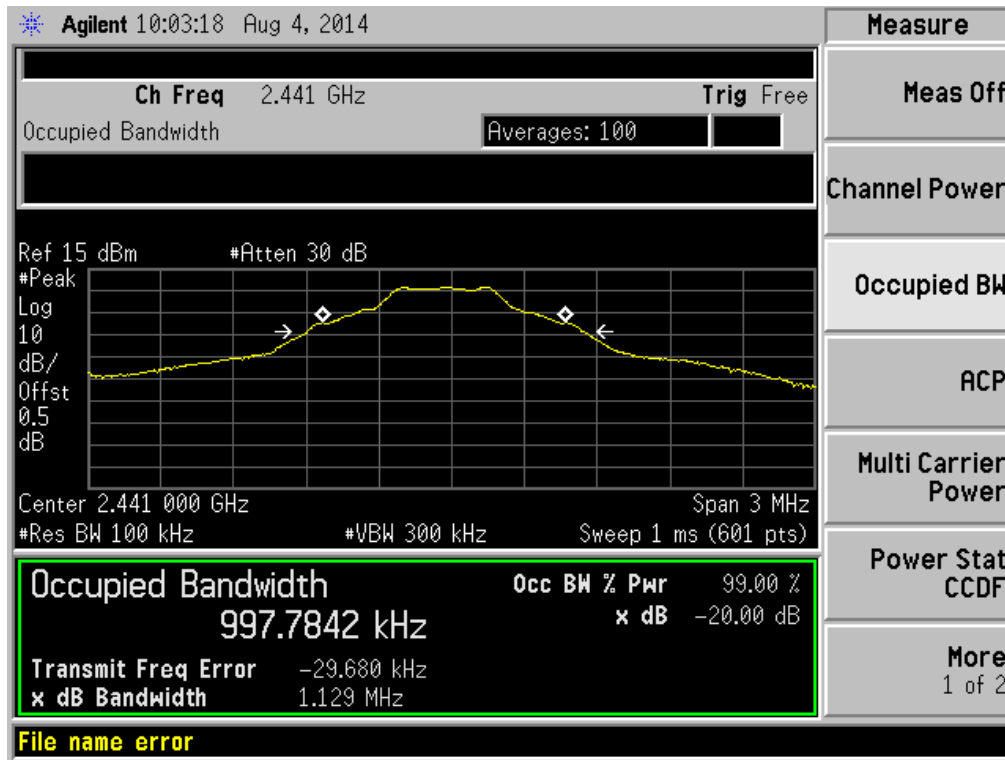 Agilent 10:03:18 Aug 4, 2014
Measure
Ch Freq 2.441 GHz Trig Free
Occupied Bandwidth Averages: 100
Ref 15 dBm #Atten 30 dB
#Peak
Log
10
dB/
Offst
0.5
dB
Center 2.441 000 GHz Span 3 MHz
#Res BW 100 kHz #VBW 300 kHz Sweep 1 ms (601 pts)
Occupied Bandwidth
997.7842 kHz
Occ BW % Pwr 99.00 %
x dB -20.00 dB
Transmit Freq Error -29.680 kHz
x dB Bandwidth 1.129 MHz
File name error
Meas Off
Channel Power
Occupied BW
ACP
Multi Carrier
Power
Power Stat
CCDF
More
1 of 2